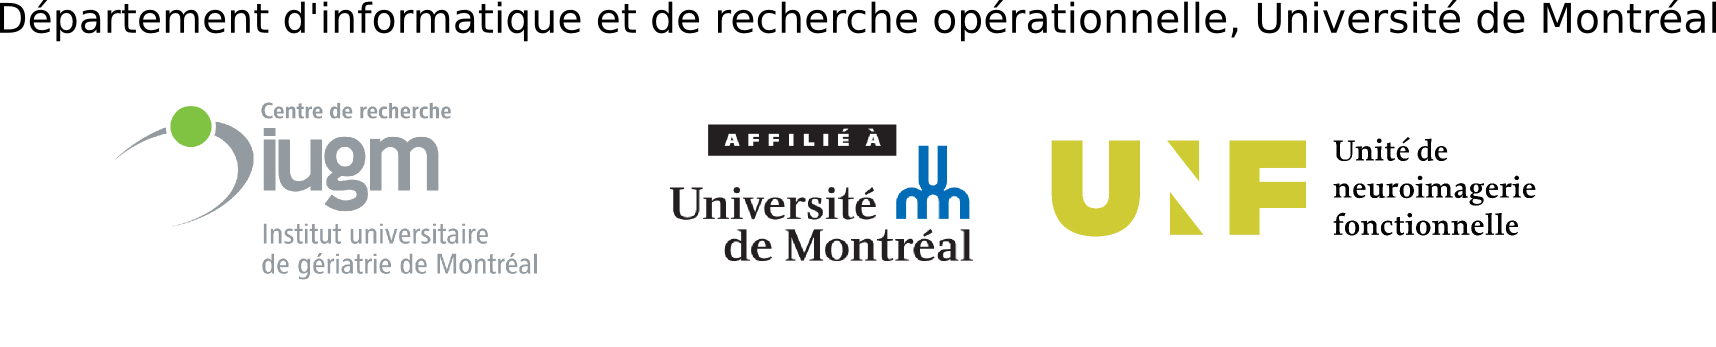 Département d'informatique et de recherche opérationnelle, Université de Montréal
Centre de recherche
iugm
Institut universitaire
de gériatrie de Montréal
AFFILIÉ À
Université
de Montréal
UNF
Unité de
neuroimagerie
fonctionnelle